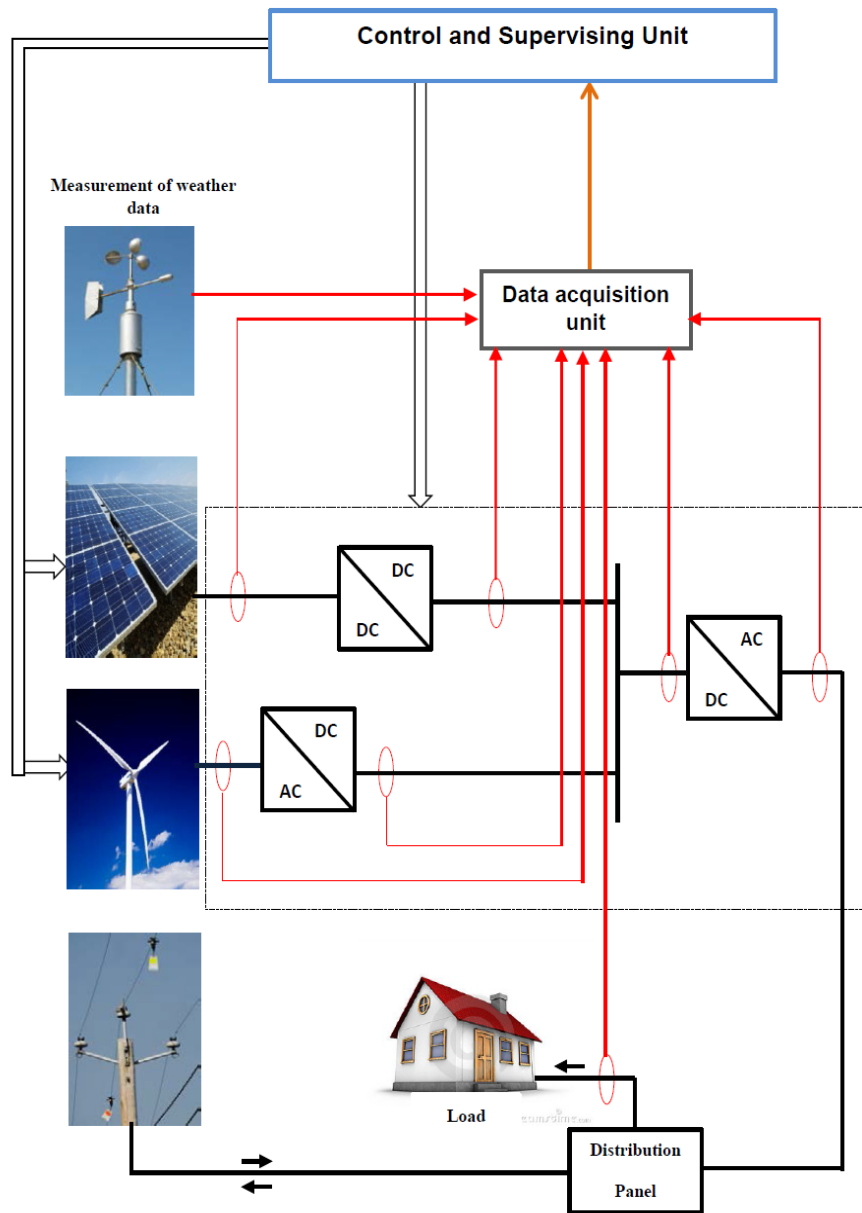 Control and Supervising Unit
Measurement of weather
data
Data acquisition
unit
DC
DC
AC
DC
DC
AC
Load
Distribution
Panel